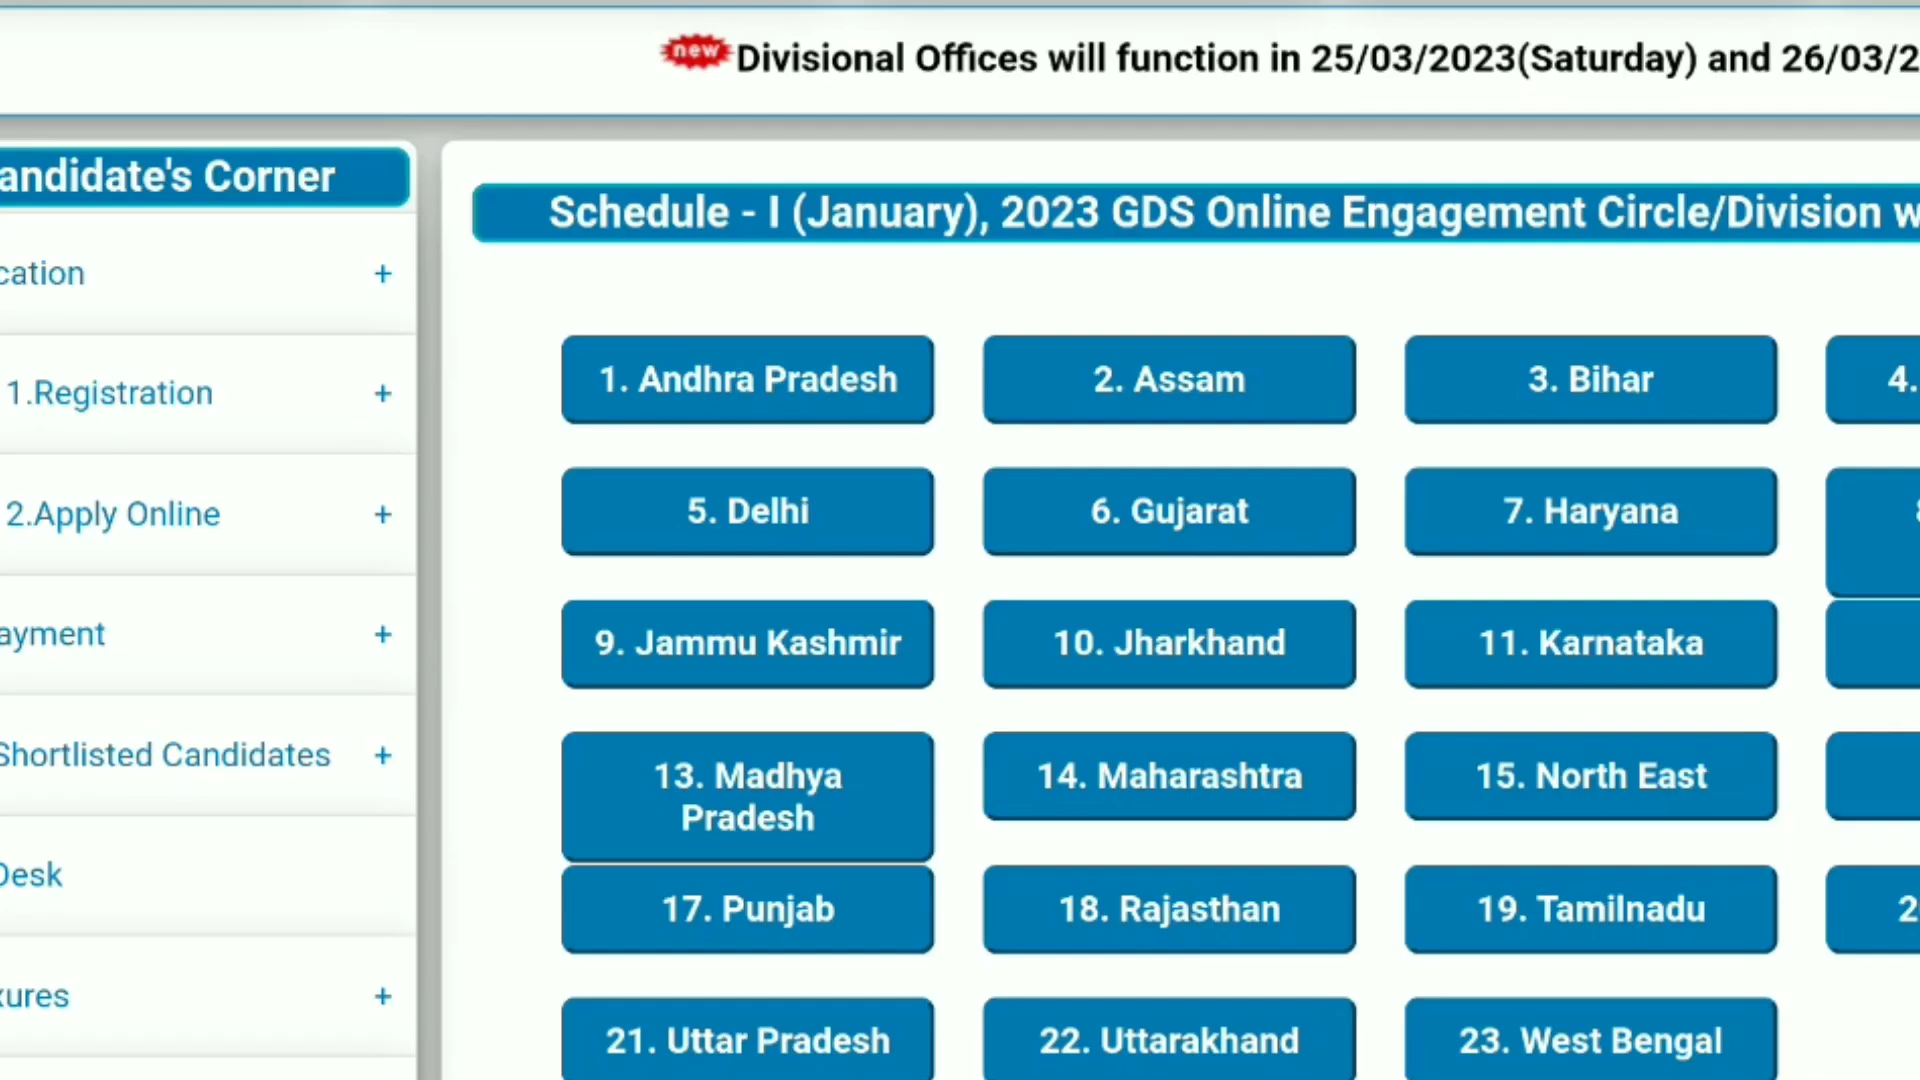 new Divisional Offices will function in 25/03/2023(Saturday) and 26/03/2
andidate's Corner
Schedule - I (January), 2023 GDS Online Engagement Circle/Division w
cation +
1.Registration +
2.Apply Online +
ayment +
Shortlisted Candidates +
Desk
xures +
1. Andhra Pradesh
2. Assam
3. Bihar
4.
5. Delhi
6. Gujarat
7. Haryana
9. Jammu Kashmir
10. Jharkhand
11. Karnataka
13. Madhya
Pradesh
14. Maharashtra
15. North East
17. Punjab
18. Rajasthan
19. Tamilnadu
2
21. Uttar Pradesh
22. Uttarakhand
23. West Bengal